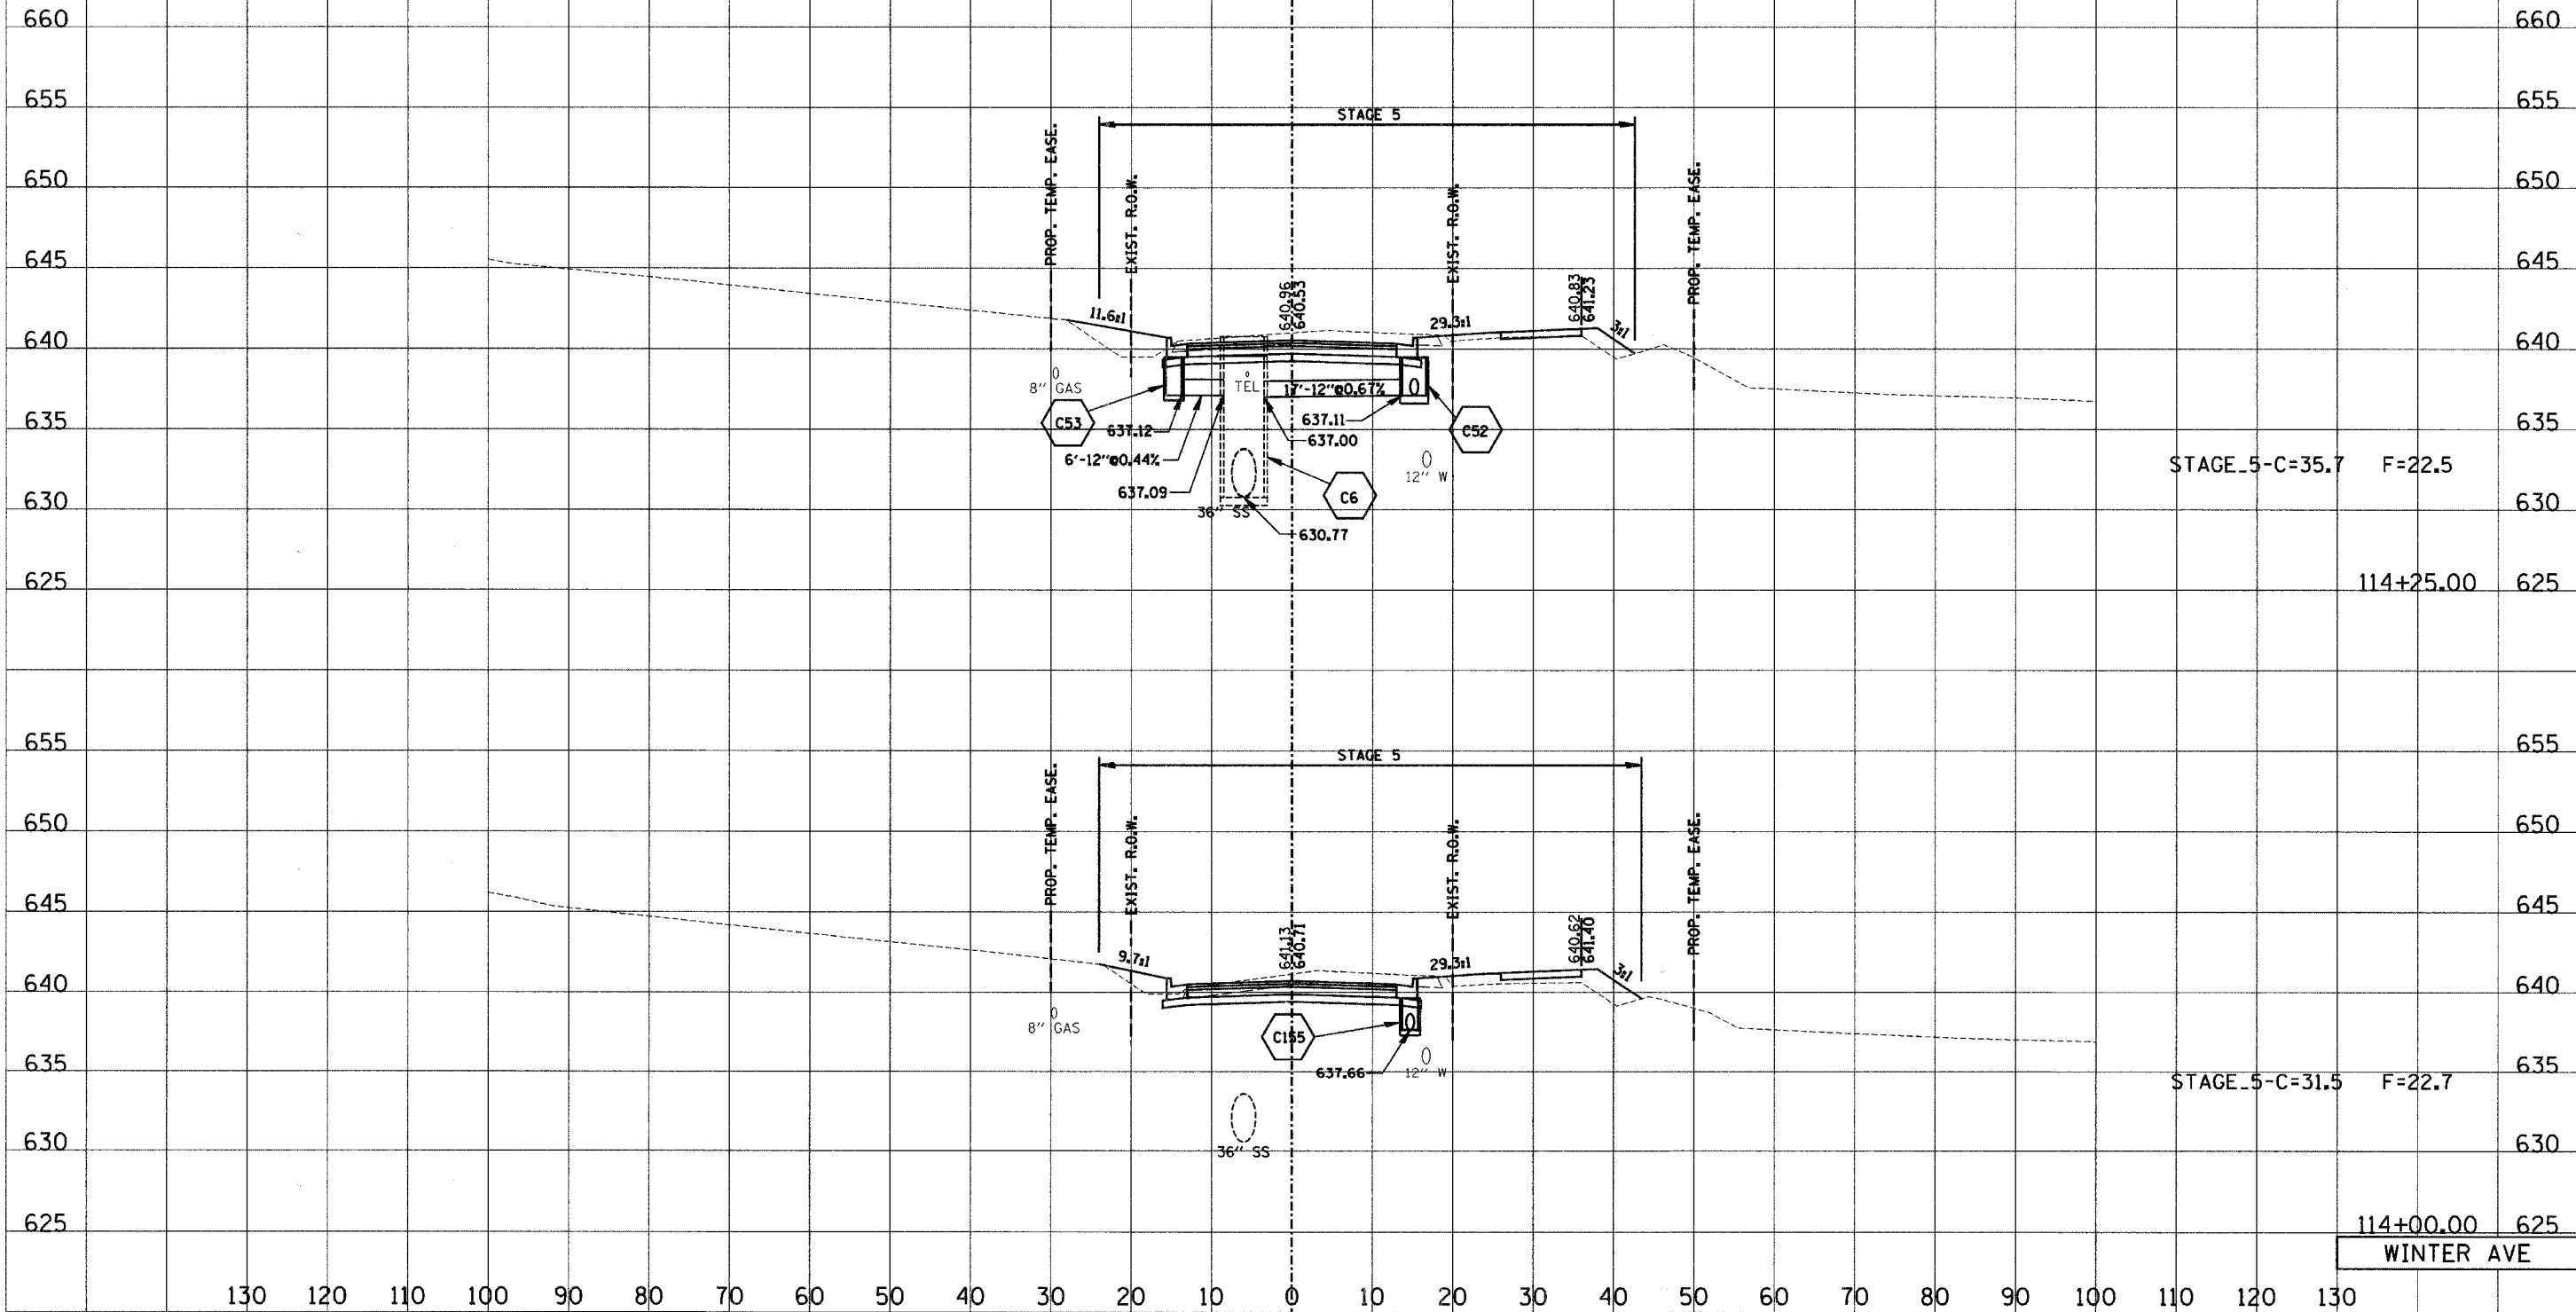 660 660
655 655
STAGE 5
PROP. TEMP. EASE.
EXIST. R.O.W.
EXIST. R.O.W.
PROP. TEMP. EASE.
650 650
645 645
640.96
640.53
640.83
641.23
11.6:1
29.3:1
3:1
640 640
8" GAS
TEL
17'-12"@0.67%
C53
637.12
637.11
C52
637.00
635 635
6'-12"@0.44%
12" W
STAGE_5-C=35.7 F=22.5
637.09
C6
630 630
36" SS
630.77
625 114+25.00 625
655 655
STAGE 5
PROP. TEMP. EASE.
EXIST. R.O.W.
EXIST. R.O.W.
PROP. TEMP. EASE.
650 650
645 645
641.13
640.71
640.62
641.40
9.7:1
29.3:1
3:1
640 640
8" GAS
C155
637.66
12" W
635 635
STAGE_5-C=31.5 F=22.7
630 630
36" SS
625 114+00.00 625
WINTER AVE
130 120 110 100 90 80 70 60 50 40 30 20 10 0 10 20 30 40 50 60 70 80 90 100 110 120 130